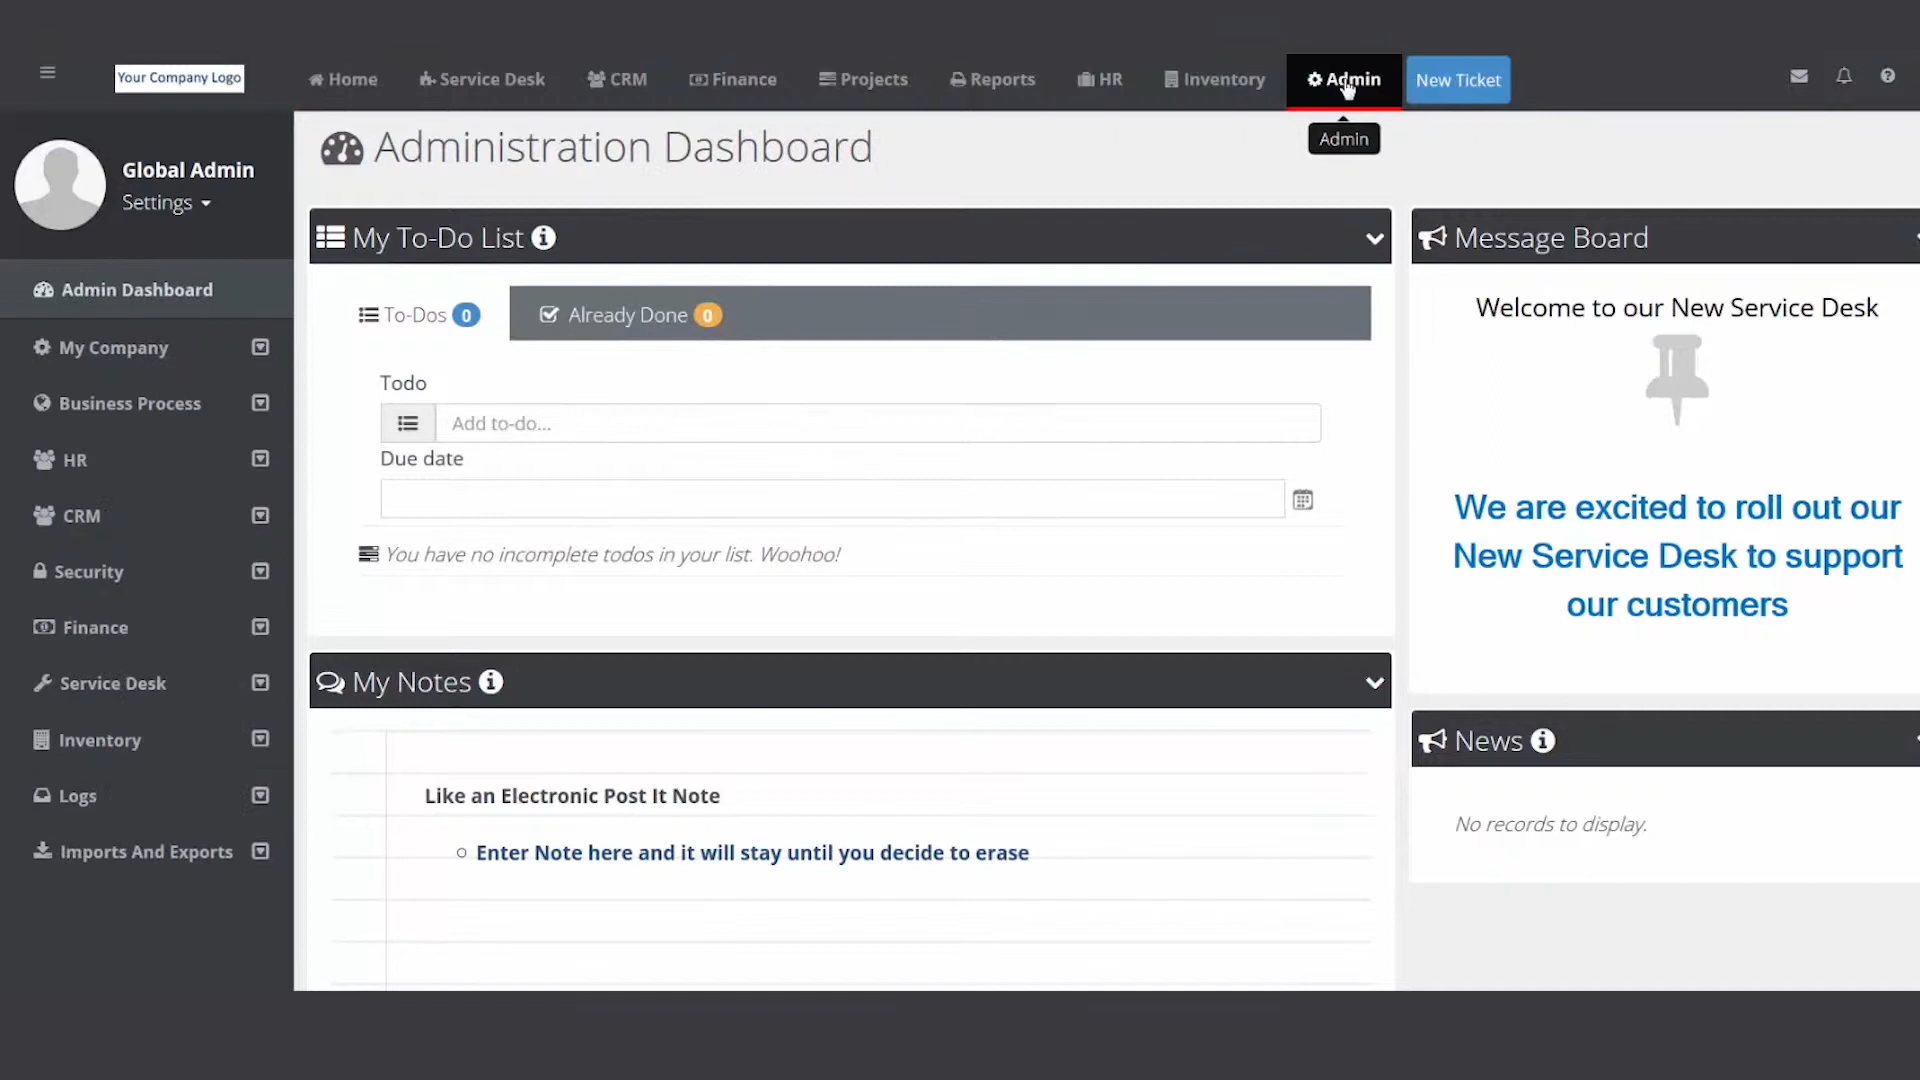 Your Company Logo
Home
Service Desk
CRM
Finance
Projects
Reports
HR
Inventory
Admin
New Ticket
Admin
Global Admin
Settings
Admin Dashboard
My Company
Business Process
HR
CRM
Security
Finance
Service Desk
Inventory
Logs
Imports And Exports
Administration Dashboard
My To-Do List
To-Dos 0
Already Done 0
Todo
Add to-do...
Due date
You have no incomplete todos in your list. Woohoo!
My Notes
Like an Electronic Post It Note
Enter Note here and it will stay until you decide to erase
Message Board
Welcome to our New Service Desk
We are excited to roll out our
New Service Desk to support
our customers
News
No records to display.